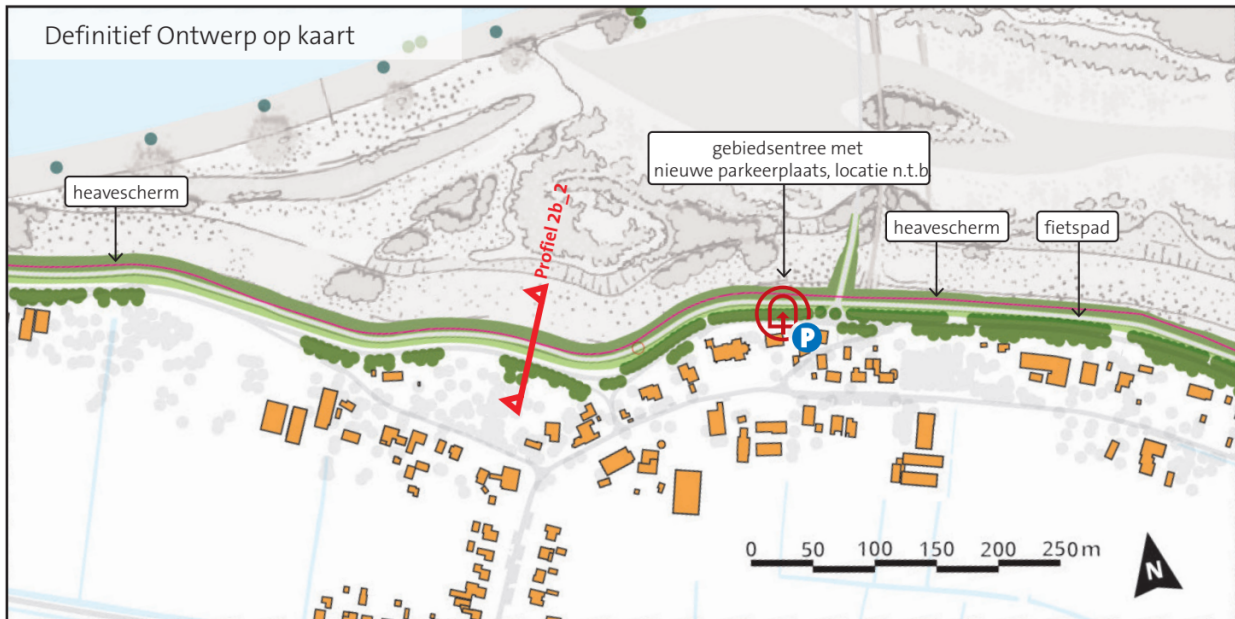 Definitief Ontwerp op kaart
gebiedsentree met
nieuwe parkeerplaats, locatie n.t.b.
heavescherm
Profiel 2b_2
heavescherm
fietspad
P
0 50 100 150 200 250m
N